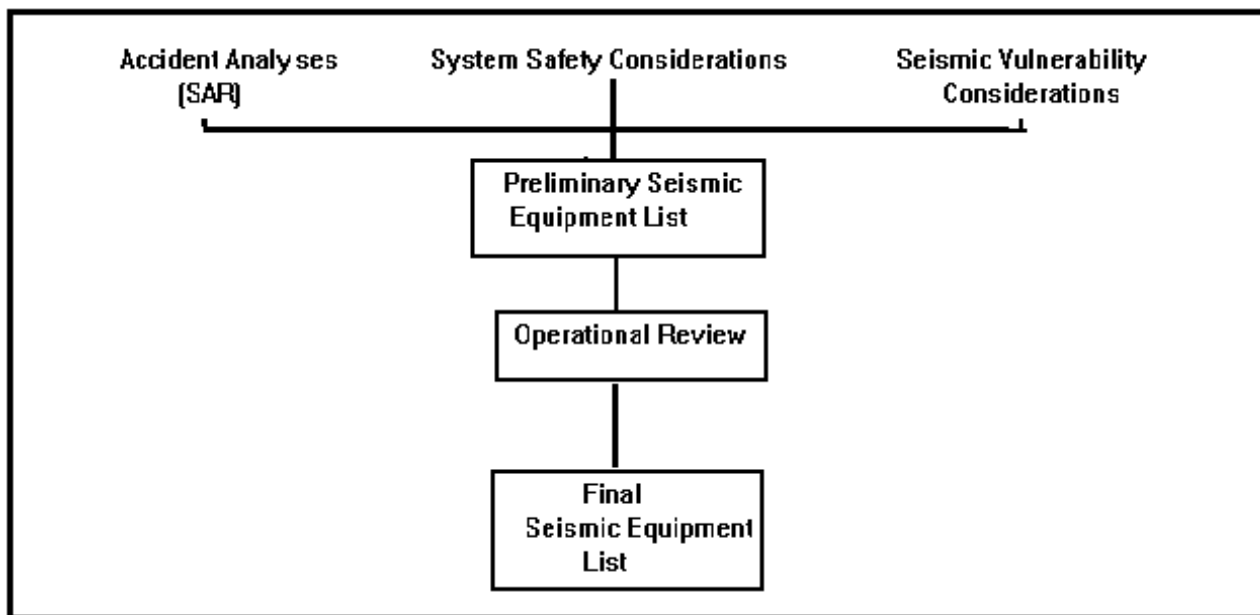 Accident Analyses
(SAR)
System Safety Considerations
Seismic Vulnerability
Considerations
Preliminary Seismic
Equipment List
Operational Review
Final
Seismic Equipment
List